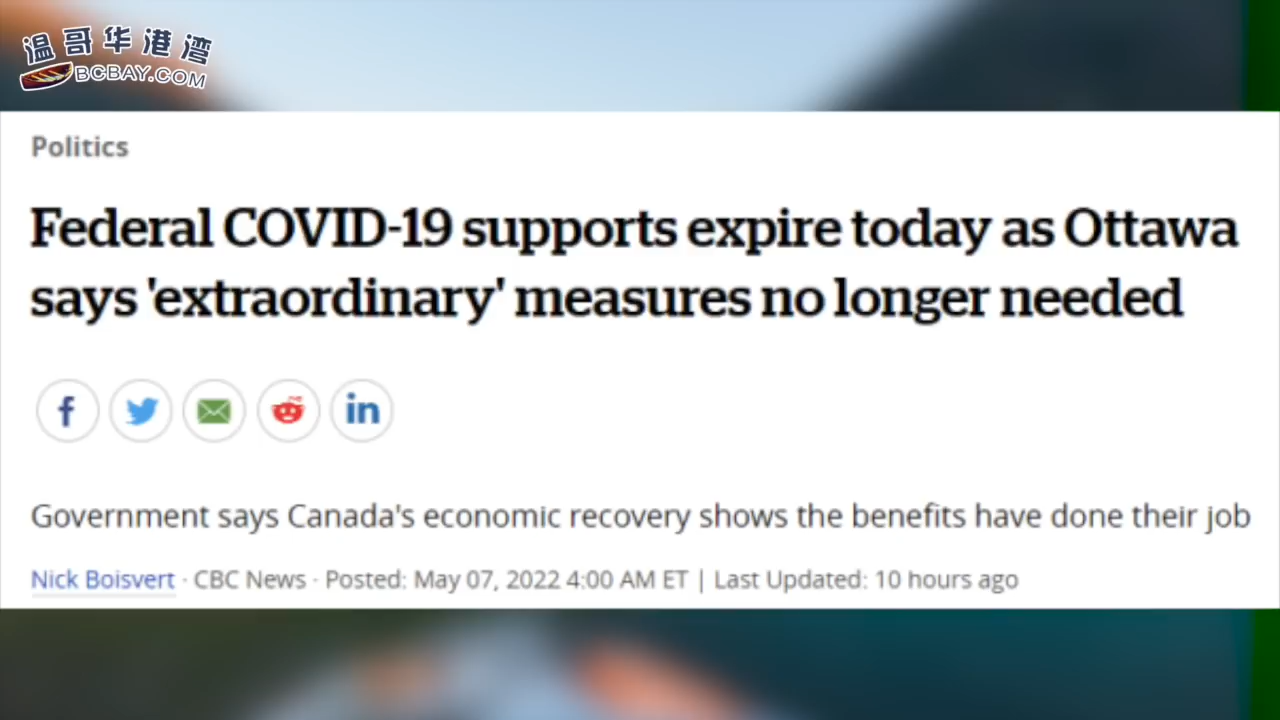 温哥华港湾
BCBAY.COM
Politics
Federal COVID-19 supports expire today as Ottawa
says 'extraordinary' measures no longer needed
Government says Canada's economic recovery shows the benefits have done their job
Nick Boisvert · CBC News · Posted: May 07, 2022 4:00 AM ET | Last Updated: 10 hours ago